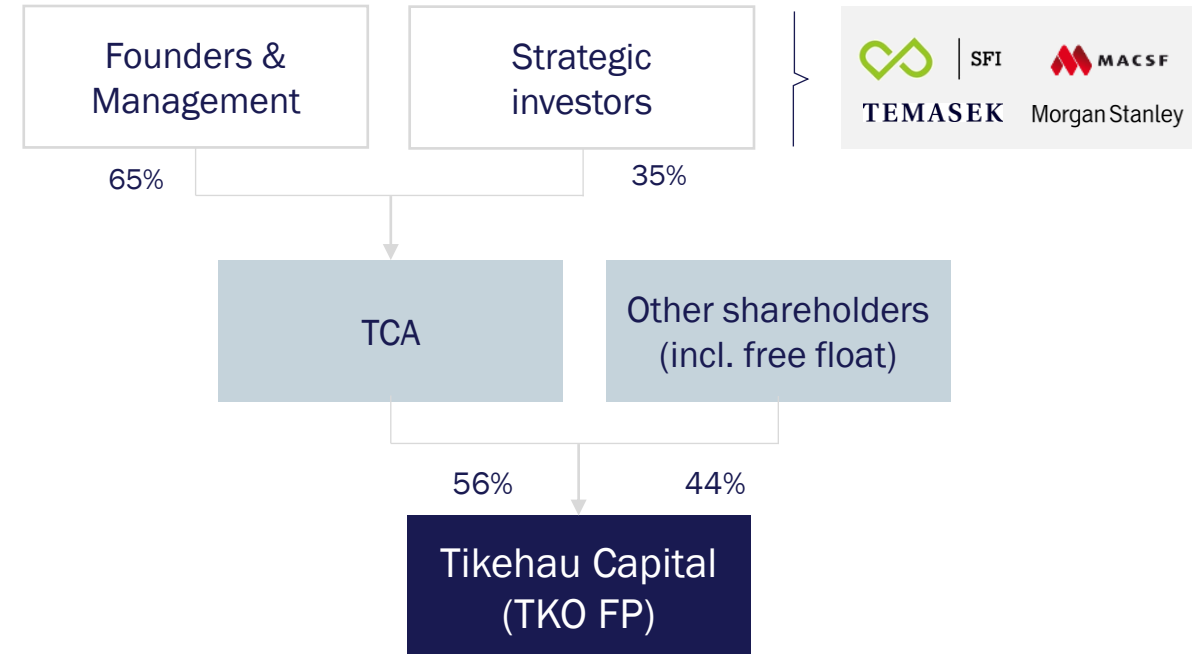 Founders &
Management
Strategic
investors
SFI
MACSF
TEMASEK
Morgan Stanley
65%
35%
TCA
Other shareholders
(incl. free float)
56%
44%
Tikehau Capital
(TKO FP)